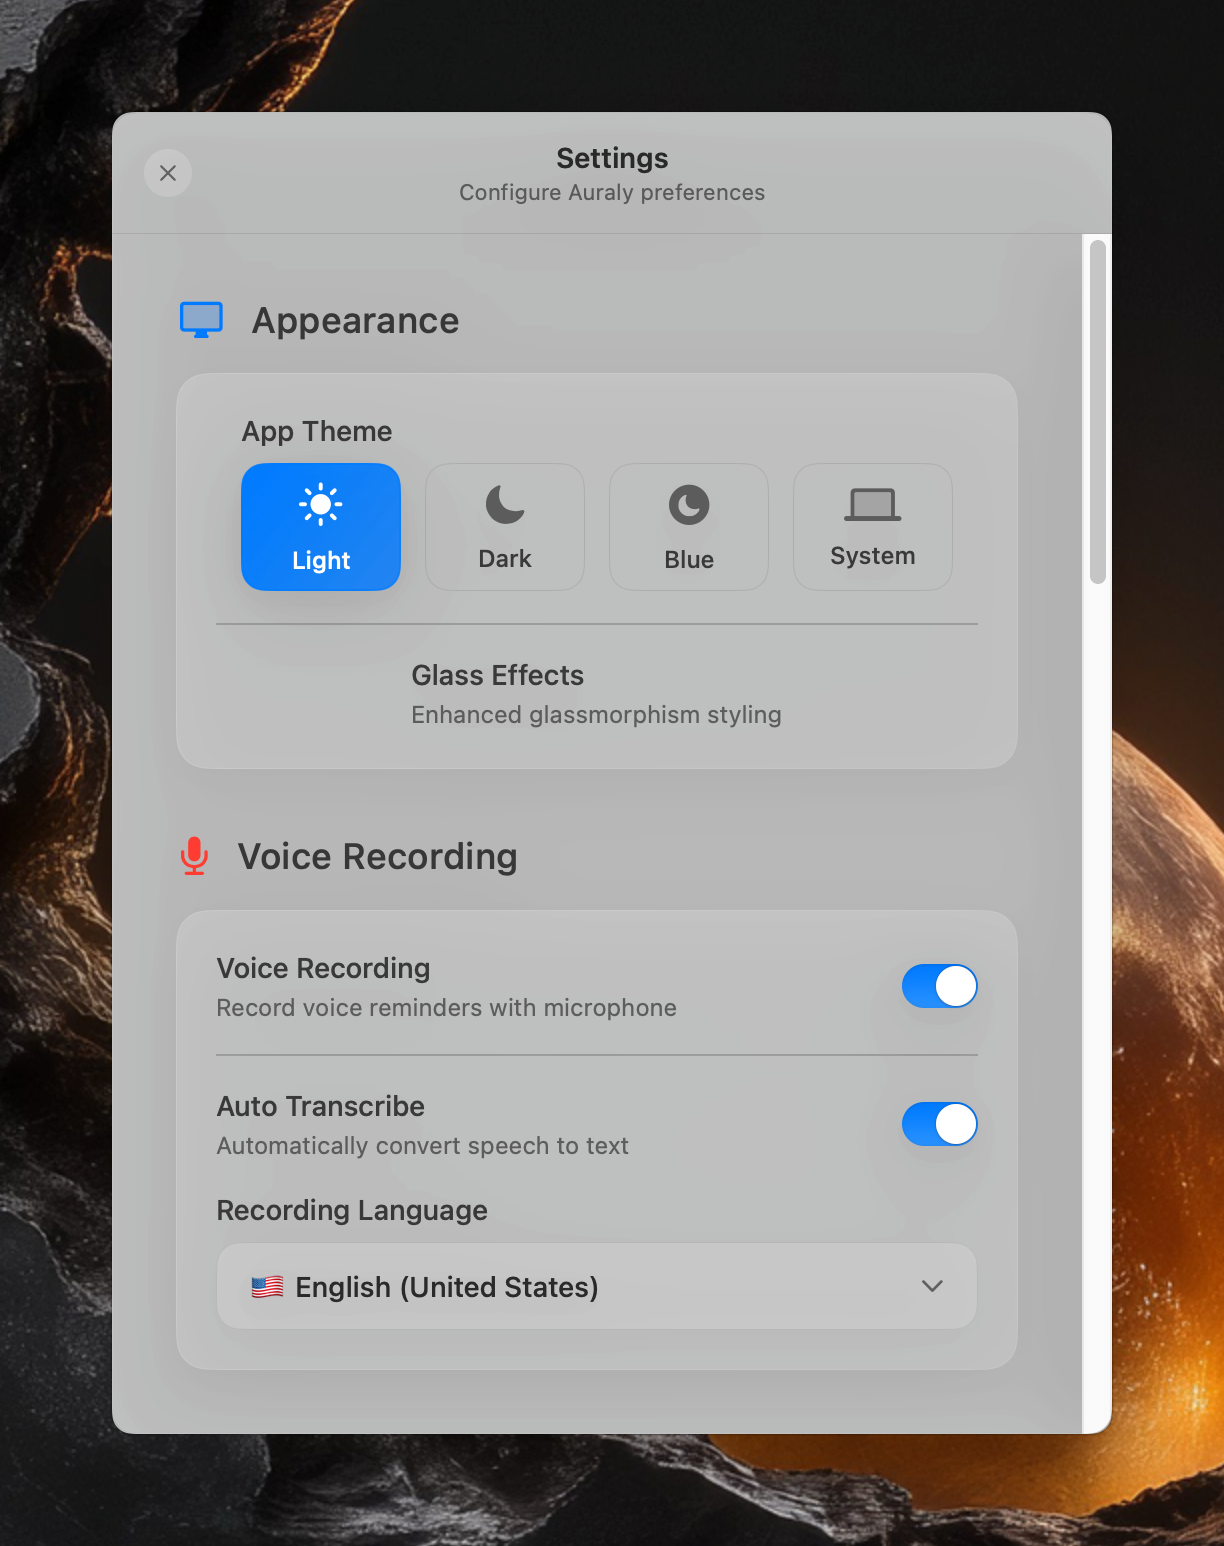 Settings
Configure Auraly preferences
Appearance
App Theme
Light
Dark
Blue
System
Glass Effects
Enhanced glassmorphism styling
Voice Recording
Voice Recording
Record voice reminders with microphone
Auto Transcribe
Automatically convert speech to text
Recording Language
🇺🇸 English (United States)